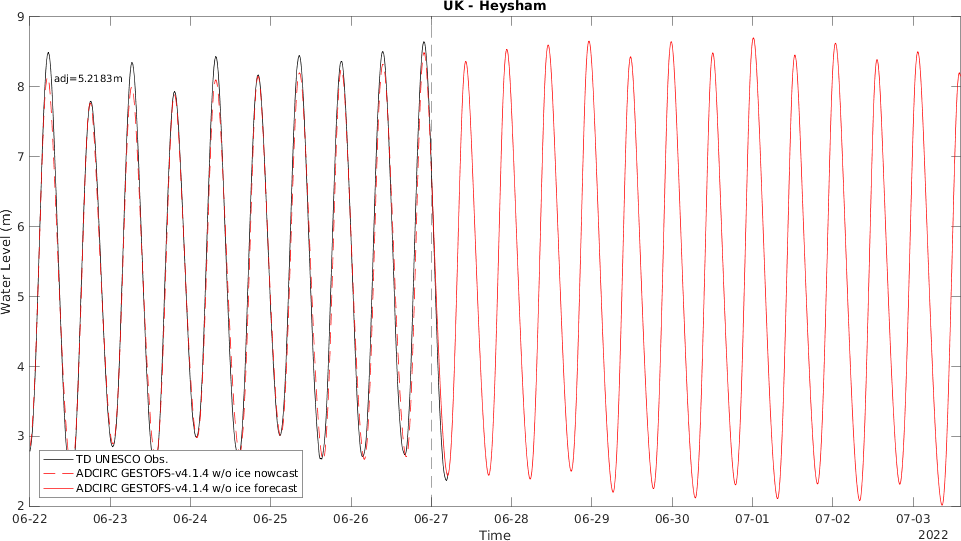 UK - Heysham
9
8
7
6
5
4
3
2
Water Level (m)
adj=5.2183m
TD UNESCO Obs.
ADCIRC GESTOFS-v4.1.4 w/o ice nowcast
ADCIRC GESTOFS-v4.1.4 w/o ice forecast
06-22 06-23 06-24 06-25 06-26 06-27 06-28 06-29 06-30 07-01 07-02 07-03
Time
2022